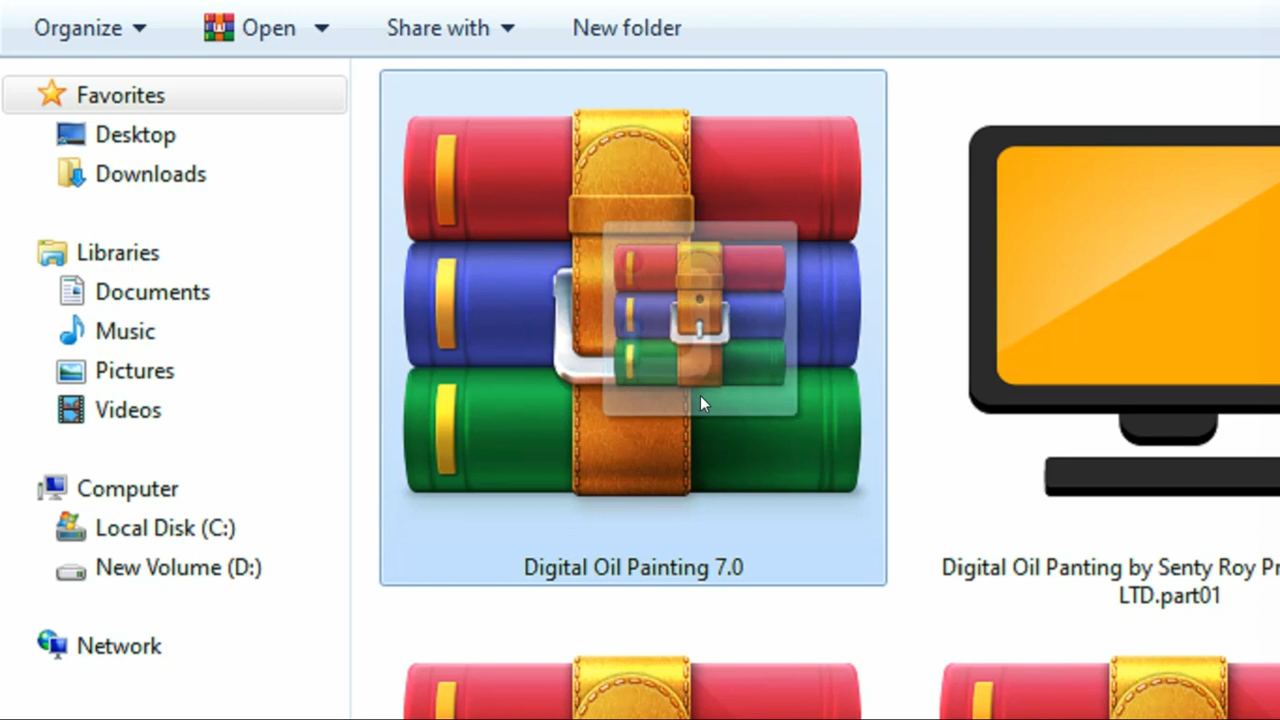 Organize
Open
Share with
New folder
Favorites
Desktop
Downloads
Libraries
Documents
Music
Pictures
Videos
Computer
Local Disk (C:)
New Volume (D:)
Network
Digital Oil Painting 7.0
Digital Oil Panting by Senty Roy
LTD.part01